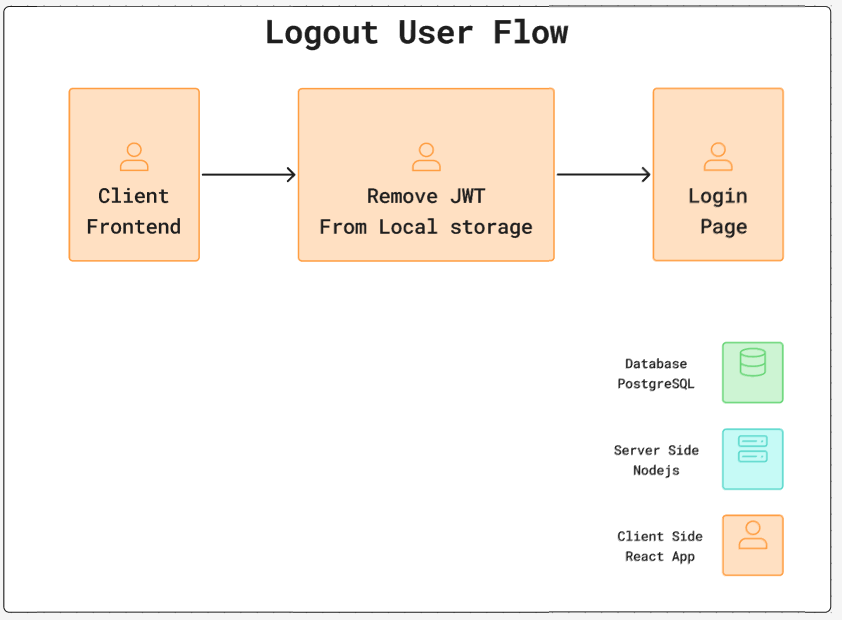 Logout User Flow
Client
Frontend
Remove JWT
From Local storage
Login
Page
Database
PostgreSQL
Server Side
Nodejs
Client Side
React App